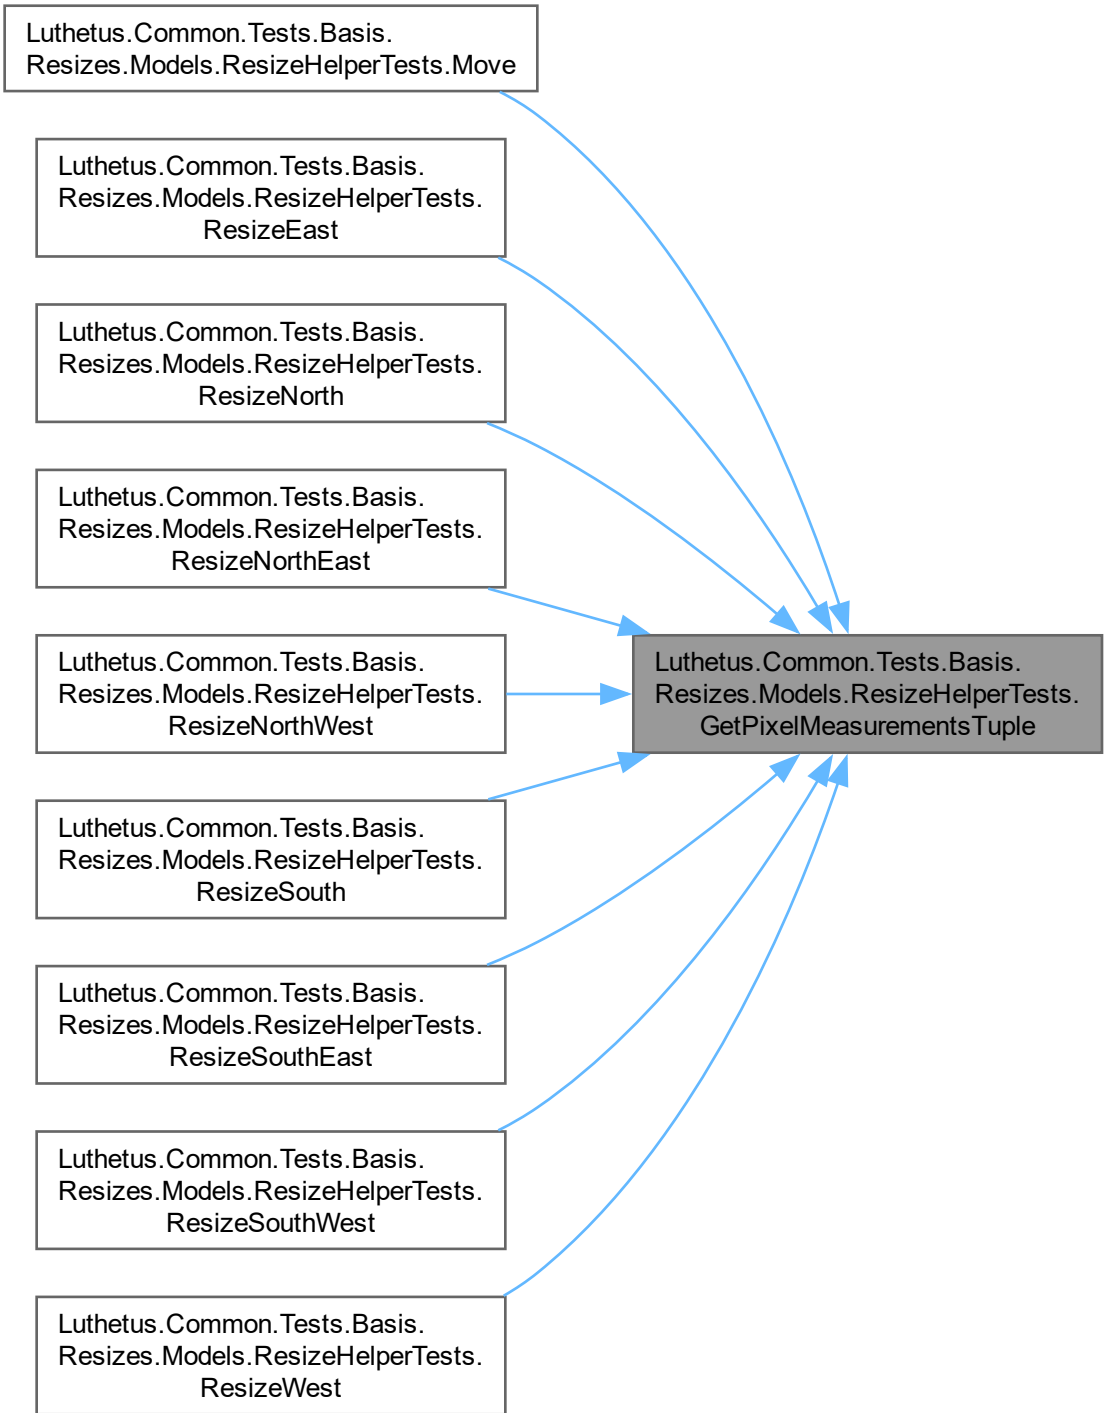 Luthetus.Common.Tests.Basis.
Resizes.Models.ResizeHelperTests.Move
Luthetus.Common.Tests.Basis.
Resizes.Models.ResizeHelperTests.
ResizeEast
Luthetus.Common.Tests.Basis.
Resizes.Models.ResizeHelperTests.
ResizeNorth
Luthetus.Common.Tests.Basis.
Resizes.Models.ResizeHelperTests.
ResizeNorthEast
Luthetus.Common.Tests.Basis.
Resizes.Models.ResizeHelperTests.
ResizeNorthWest
Luthetus.Common.Tests.Basis.
Resizes.Models.ResizeHelperTests.
ResizeSouth
Luthetus.Common.Tests.Basis.
Resizes.Models.ResizeHelperTests.
ResizeSouthEast
Luthetus.Common.Tests.Basis.
Resizes.Models.ResizeHelperTests.
ResizeSouthWest
Luthetus.Common.Tests.Basis.
Resizes.Models.ResizeHelperTests.
ResizeWest
Luthetus.Common.Tests.Basis.
Resizes.Models.ResizeHelperTests.
GetPixelMeasurementsTuple